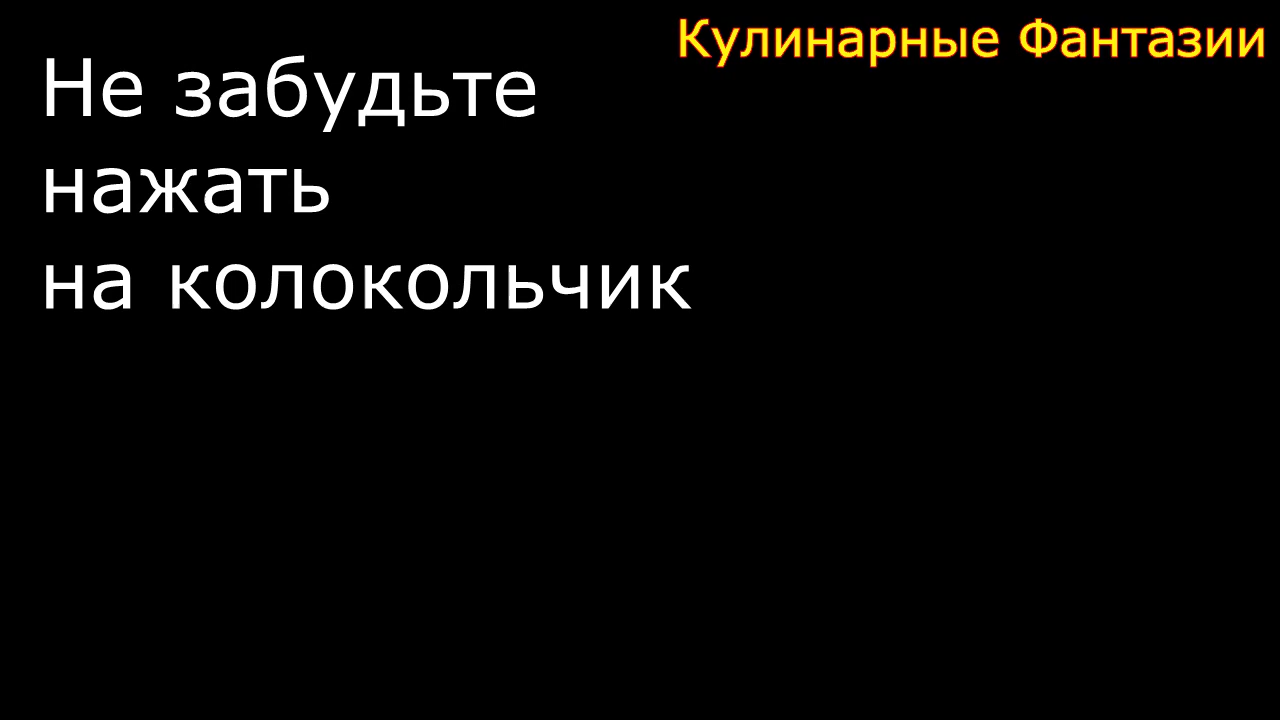 Кулинарные Фантазии
Не забудьте
нажать
на колокольчик